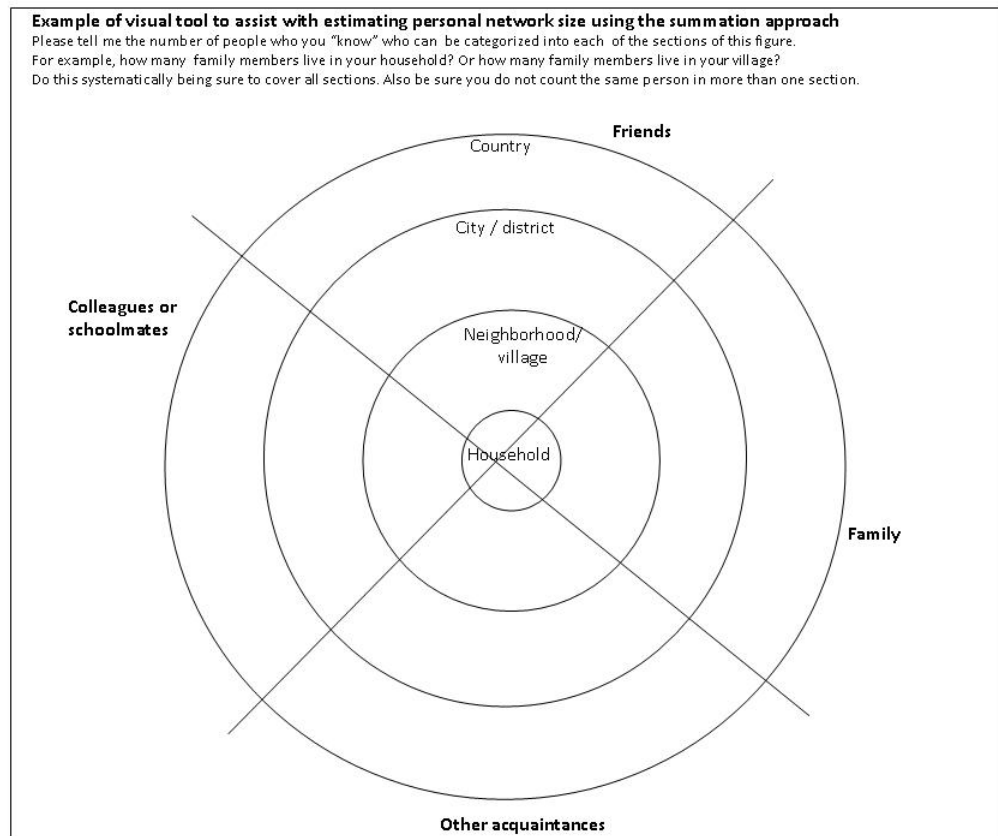 Example of visual tool to assist with estimating personal network size using the summation approach
Please tell me the number of people who you “know” who can be categorized into each of the sections of this figure.
For example, how many family members live in your household? Or how many family members live in your village?
Do this systematically being sure to cover all sections. Also be sure you do not count the same person in more than one section.
Friends
Country
City / district
Colleagues or
schoolmates
Neighborhood/
village
Household
Family
Other acquaintances